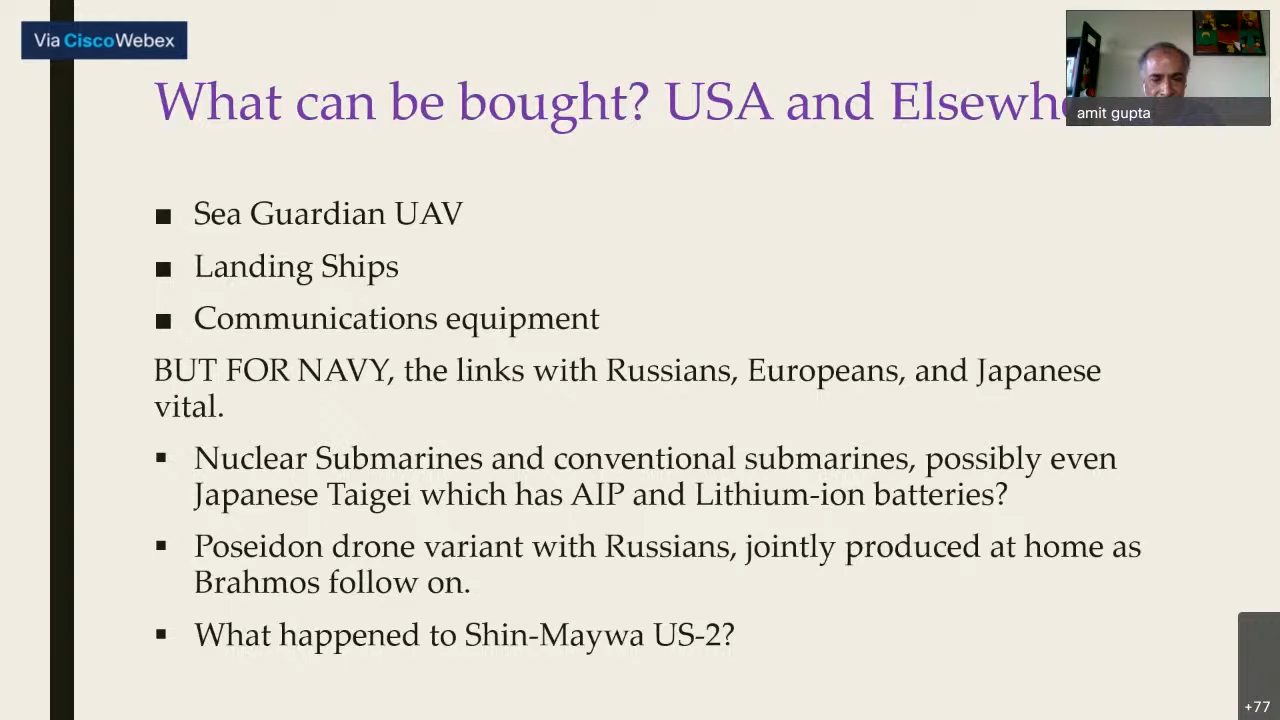 Via Cisco Webex
What can be bought? USA and Elsewh
amit gupta
■ Sea Guardian UAV
■ Landing Ships
■ Communications equipment
BUT FOR NAVY, the links with Russians, Europeans, and Japanese
vital.
▪ Nuclear Submarines and conventional submarines, possibly even
Japanese Taigei which has AIP and Lithium-ion batteries?
▪ Poseidon drone variant with Russians, jointly produced at home as
Brahmos follow on.
▪ What happened to Shin-Maywa US-2?
+77